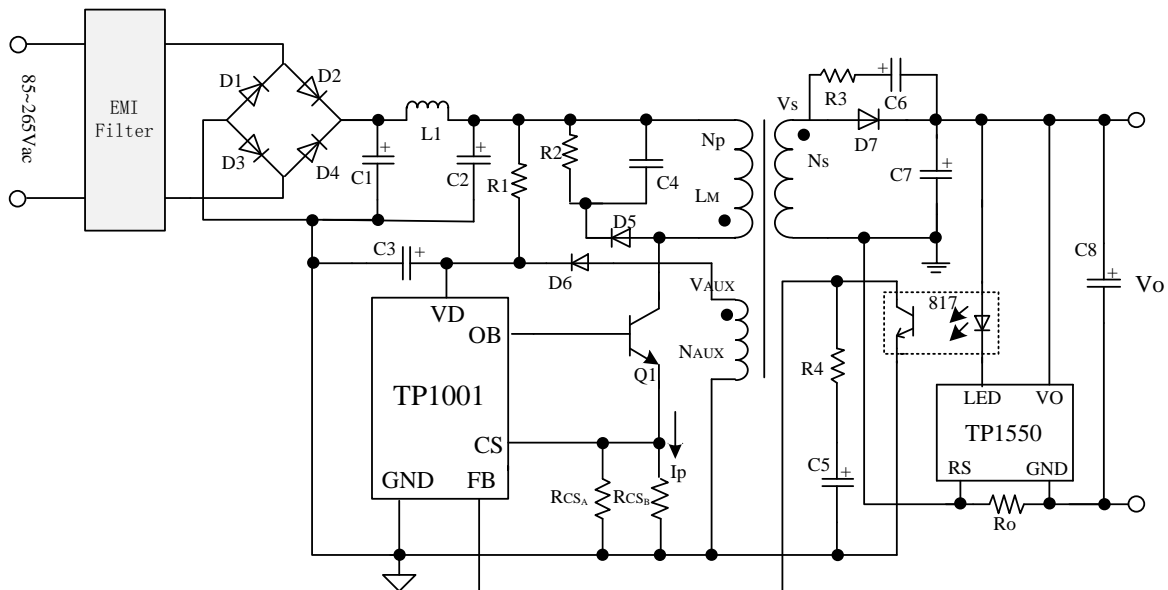 85~265Vac
EMI
Filter
D1
D2
D3
D4
C1
+
L1
C2
+
R1
R2
C4
D5
Np
LM
Vs
Ns
R3
C6
+
D7
C7
+
C8
+
Vo
C3
+
D6
VAUX
NAUX
VD
OB
TP1001
CS
GND
FB
Q1
Ip
RCSA
RCSB
R4
C5
+
817
LED
VO
TP1550
RS
GND
Ro